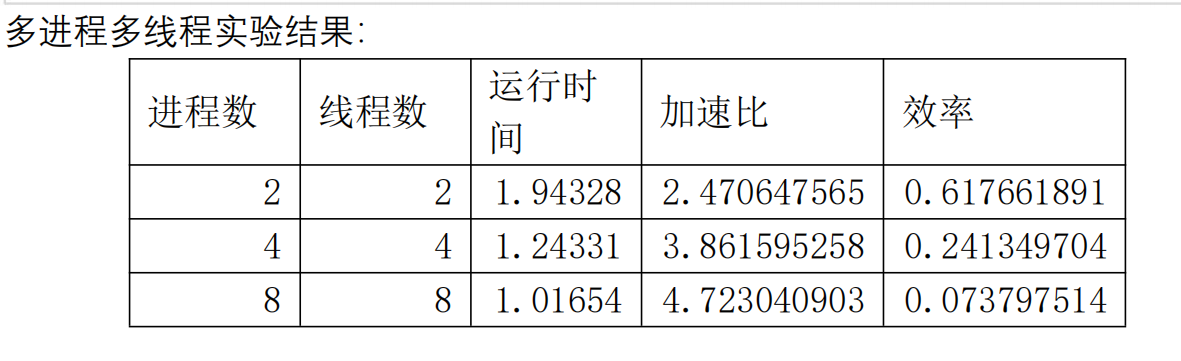 多进程多线程实验结果:
进程数 线程数 运行时间 加速比 效率
2 2 1.94328 2.470647565 0.617661891
4 4 1.24331 3.861595258 0.241349704
8 8 1.01654 4.723040903 0.073797514